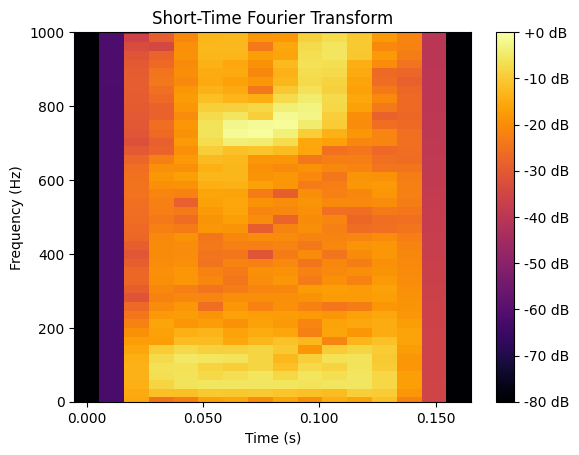 Short-Time Fourier Transform
1000
800
600
400
200
0
Frequency (Hz)
0.000
0.050
0.100
0.150
Time (s)
+0 dB
-10 dB
-20 dB
-30 dB
-40 dB
-50 dB
-60 dB
-70 dB
-80 dB